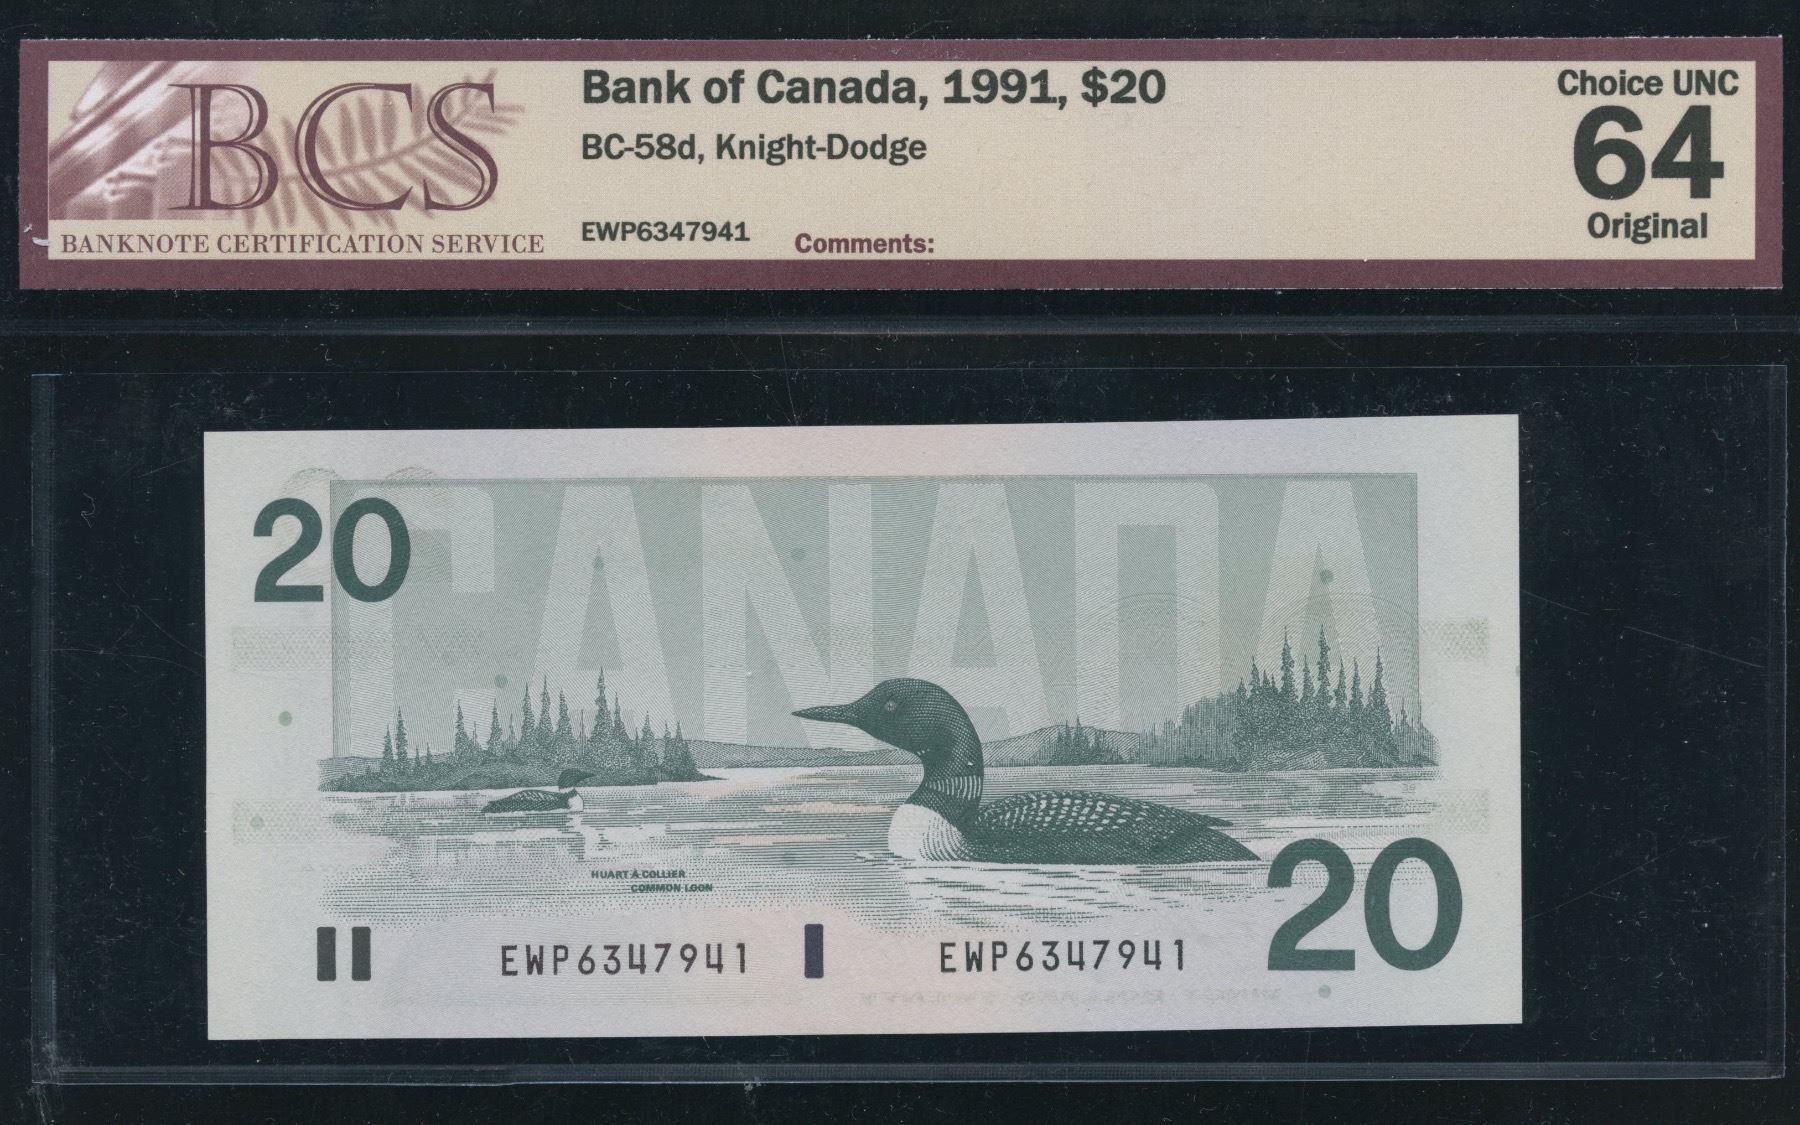 BCS
BANKNOTE CERTIFICATION SERVICE
Bank of Canada, 1991, $20
BC-58d, Knight-Dodge
EWP6347941
Comments:
Choice UNC
64
Original
20
CANADA
HUART À COLLIER
COMMON LOON
EWP6347941
EWP6347941
20